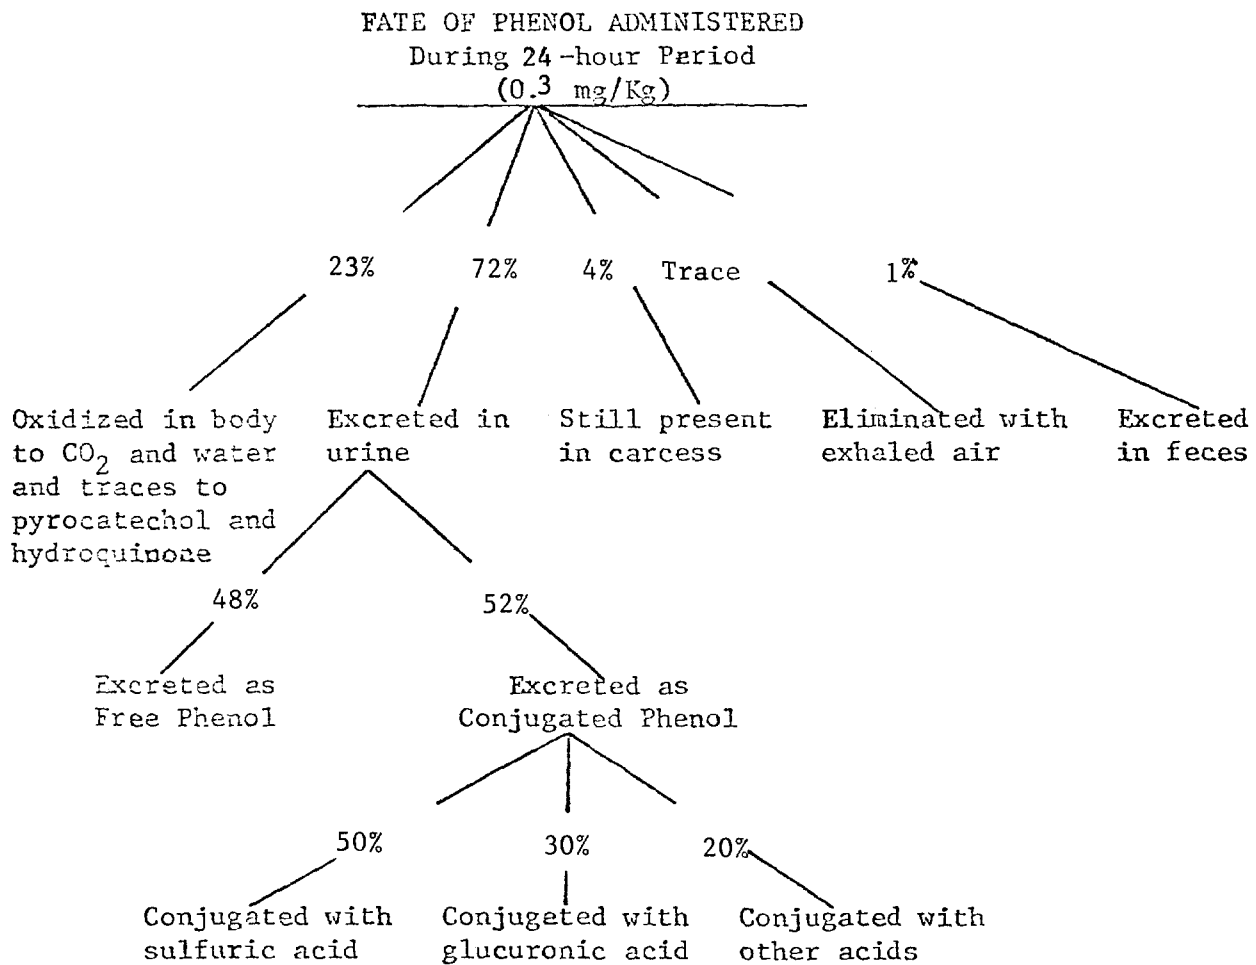 FATE OF PHENOL ADMINISTERED
During 24-hour Period
(0.3 mg/Kg)
23% 72% 4% Trace 1%
Oxidized in body
to CO2 and water
and traces to
pyrocatechol and
hydroquinone
Excreted in
urine
Still present
in carcess
Eliminated with
exhaled air
Excreted
in feces
48% 52%
Excreted as
Free Phenol
Excreted as
Conjugated Phenol
50% 30% 20%
Conjugated with
sulfuric acid
Conjugated with
glucuronic acid
Conjugated with
other acids